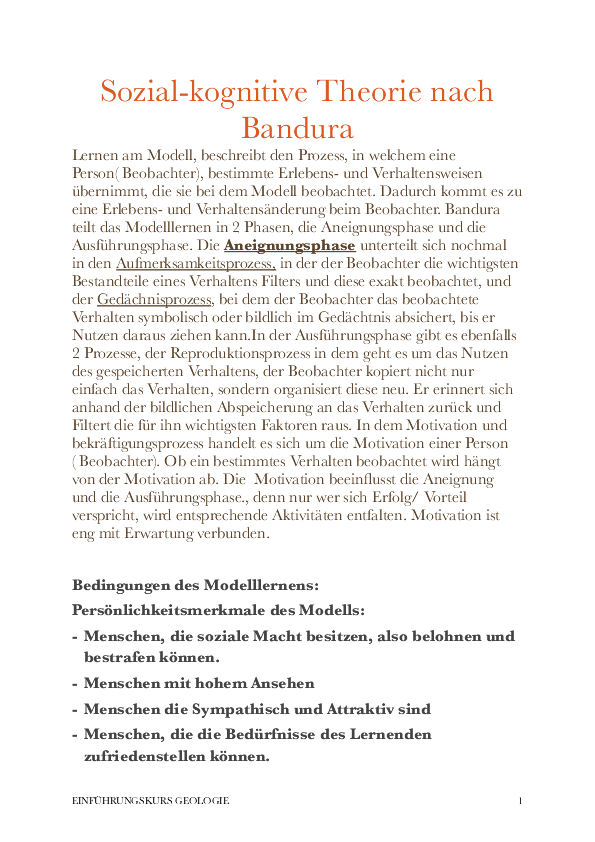 Sozial-kognitive Theorie nach
Bandura
Lernen am Modell, beschreibt den Prozess, in welchem eine
Person( Beobachter), bestimmte Erlebens- und Verhaltensweisen
übernimmt, die sie bei dem Modell beobachtet. Dadurch kommt es zu
eine Erlebens- und Verhaltensänderung beim Beobachter. Bandura
teilt das Modelllernen in 2 Phasen, die Aneignungsphase und die
Ausführungsphase. Die Aneignungsphase unterteilt sich nochmal
in den Aufmerksamkeitsprozess, in der der Beobachter die wichtigsten
Bestandteile eines Verhaltens Filters und diese exakt beobachtet, und
der Gedächnisprozess, bei dem der Beobachter das beobachtete
Verhalten symbolisch oder bildlich im Gedächtnis absichert, bis er
Nutzen daraus ziehen kann.In der Ausführungsphase gibt es ebenfalls
2 Prozesse, der Reproduktionsprozess in dem geht es um das Nutzen
des gespeicherten Verhaltens, der Beobachter kopiert nicht nur
einfach das Verhalten, sondern organisiert diese neu. Er erinnert sich
anhand der bildlichen Abspeicherung an das Verhalten zurück und
Filtert die für ihn wichtigsten Faktoren raus. In dem Motivation und
bekräftigungsprozess handelt es sich um die Motivation einer Person
( Beobachter). Ob ein bestimmtes Verhalten beobachtet wird hängt
von der Motivation ab. Die  Motivation beeinflusst die Aneignung
und die Ausführungsphase., denn nur wer sich Erfolg/ Vorteil
verspricht, wird entsprechende Aktivitäten entfalten. Motivation ist
eng mit Erwartung verbunden.
Bedingungen des Modelllernens:
Persönlichkeitsmerkmale des Modells:
- Menschen, die soziale Macht besitzen, also belohnen und
bestrafen können.
- Menschen mit hohem Ansehen
- Menschen die Sympathisch und Attraktiv sind
- Menschen, die die Bedürfnisse des Lernenden
zufriedenstellen können.
EINFÜHRUNGSKURS GEOLOGIE 1